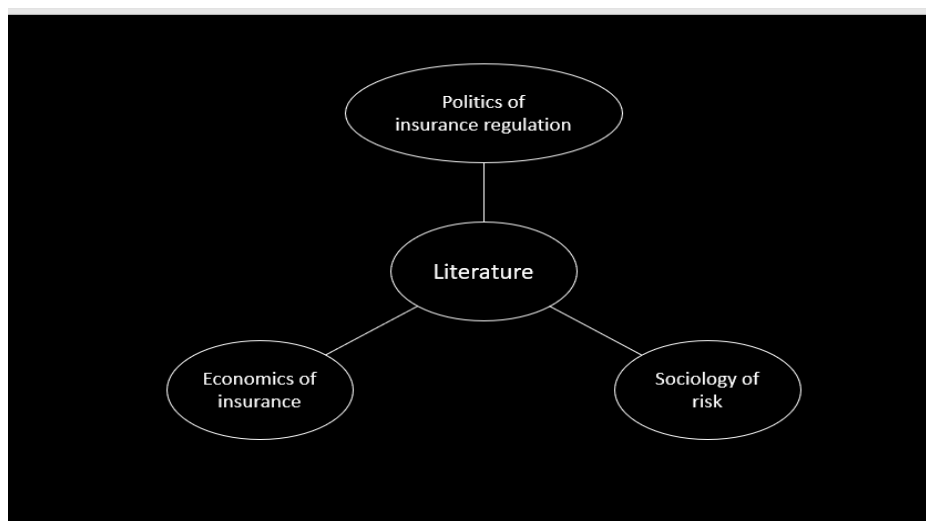 Politics of
insurance regulation
Literature
Economics of
insurance
Sociology of
risk